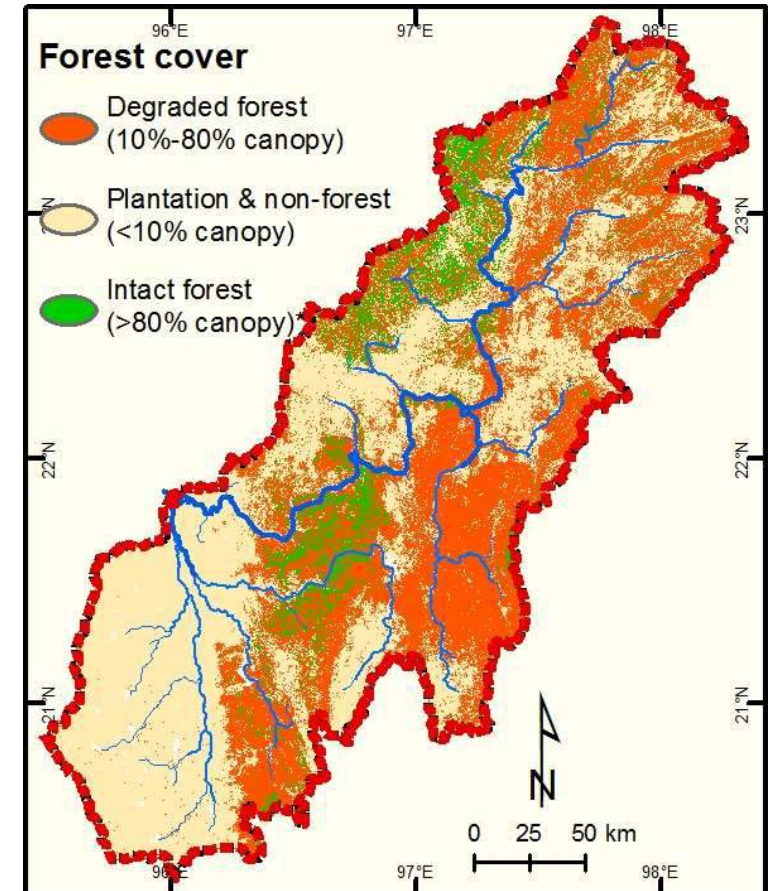 96°E
97°E
98°E
Forest cover
Degraded forest
(10%-80% canopy)
Plantation & non-forest
(<10% canopy)
Intact forest
(>80% canopy)*
23°N
22°N
22°N
21°N
21°N
N
0 25 50 km
96°E
97°E
98°E